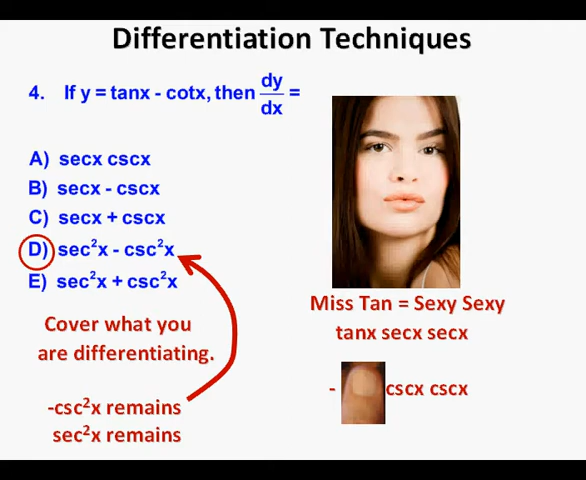 Differentiation Techniques
4. If y = tanx - cotx, then dy/dx =
A) secx cscx
B) secx - cscx
C) secx + cscx
D) sec²x - csc²x
E) sec²x + csc²x
Cover what you
are differentiating.
-csc²x remains
sec²x remains
Miss Tan = Sexy Sexy
tanx secx secx
- cscx cscx